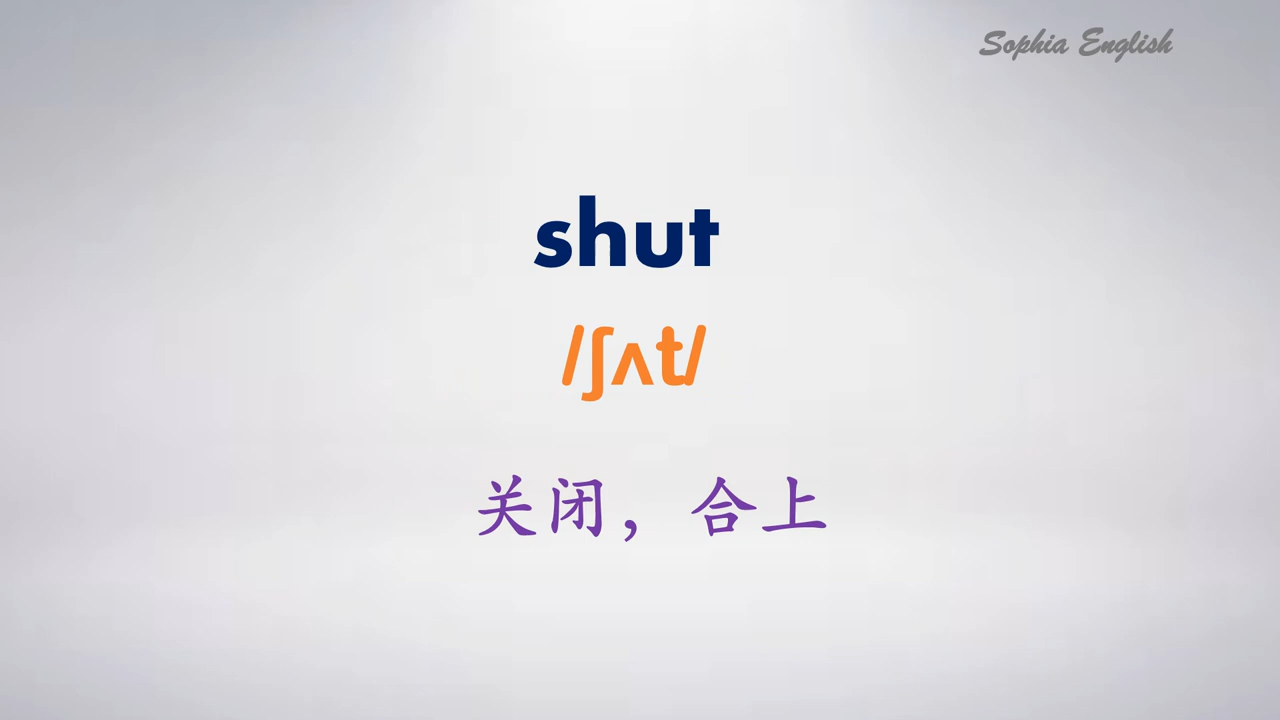 Sophia English
shut
/ʃʌt/
关闭，合上